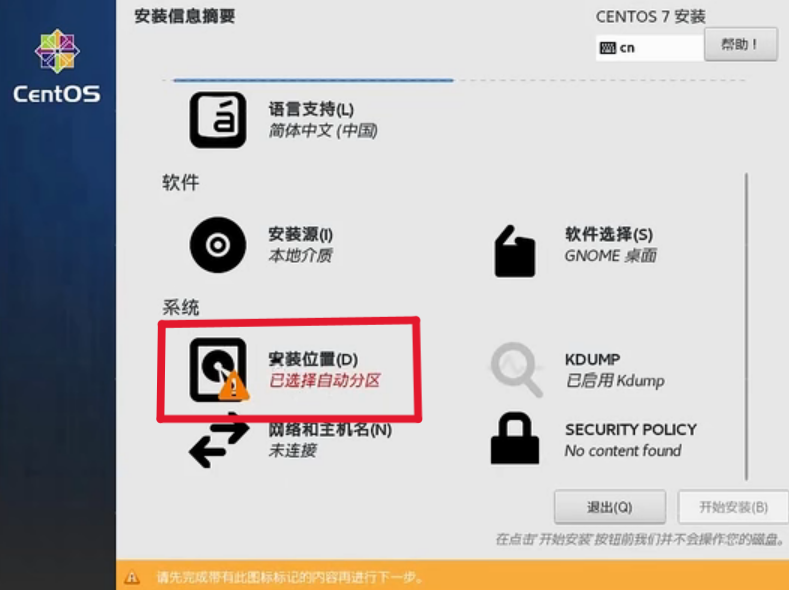 安装信息摘要
CENTOS 7 安装
cn
帮助！
CentOS
语言支持(L)
简体中文 (中国)
软件
安装源(I)
本地介质
软件选择(S)
GNOME 桌面
系统
安装位置(D)
已选择自动分区
KDUMP
已启用 Kdump
网络和主机名(N)
未连接
SECURITY POLICY
No content found
退出(Q)
开始安装(B)
在点击'开始安装'按钮前我们并不会操作您的磁盘。
请先完成带有此图标标记的内容再进行下一步。